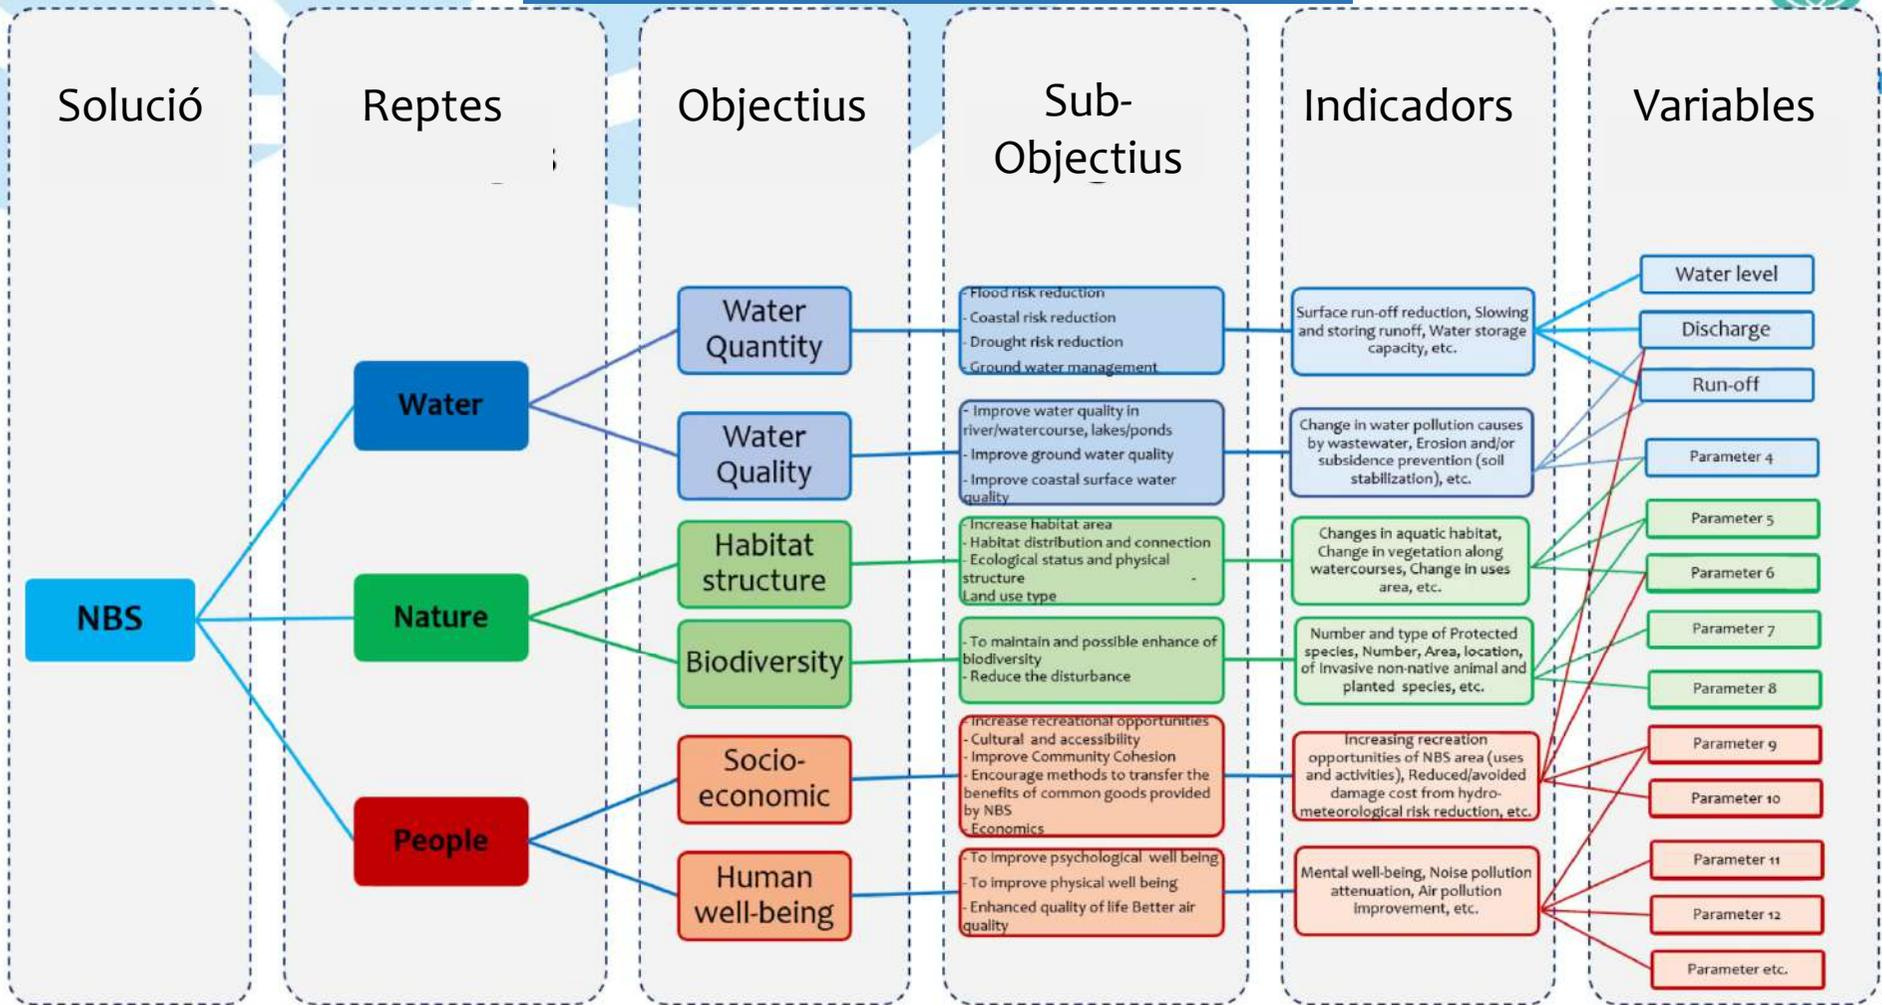 Solució
Reptes
Objectius
Sub-
Objectius
Indicadors
Variables
NBS
Water
Nature
People
Water
Quantity
Water
Quality
Habitat
structure
Biodiversity
Socio-
economic
Human
well-being
- Flood risk reduction
- Coastal risk reduction
- Drought risk reduction
- Ground water management
- Improve water quality in
river/watercourse, lakes/ponds
- Improve ground water quality
- Improve coastal surface water
quality
- Increase habitat area
- Habitat distribution and connection
- Ecological status and physical
structure -
Land use type
- To maintain and possible enhance of
biodiversity
- Reduce the disturbance
- Increase recreational opportunities
- Cultural and accessibility
- Improve Community Cohesion
- Encourage methods to transfer the
benefits of common goods provided
by NBS
- Economics
- To improve psychological well being
- To improve physical well being
- Enhanced quality of life Better air
quality
Surface run-off reduction, Slowing
and storing runoff, Water storage
capacity, etc.
Change in water pollution causes
by wastewater, Erosion and/or
subsidence prevention (soil
stabilization), etc.
Changes in aquatic habitat,
Change in vegetation along
watercourses, Change in uses
area, etc.
Number and type of Protected
species, Number, Area, location,
of Invasive non-native animal and
planted species, etc.
Increasing recreation
opportunities of NBS area (uses
and activities), Reduced/avoided
damage cost from hydro-
meteorological risk reduction, etc.
Mental well-being, Noise pollution
attenuation, Air pollution
improvement, etc.
Water level
Discharge
Run-off
Parameter 4
Parameter 5
Parameter 6
Parameter 7
Parameter 8
Parameter 9
Parameter 10
Parameter 11
Parameter 12
Parameter etc.